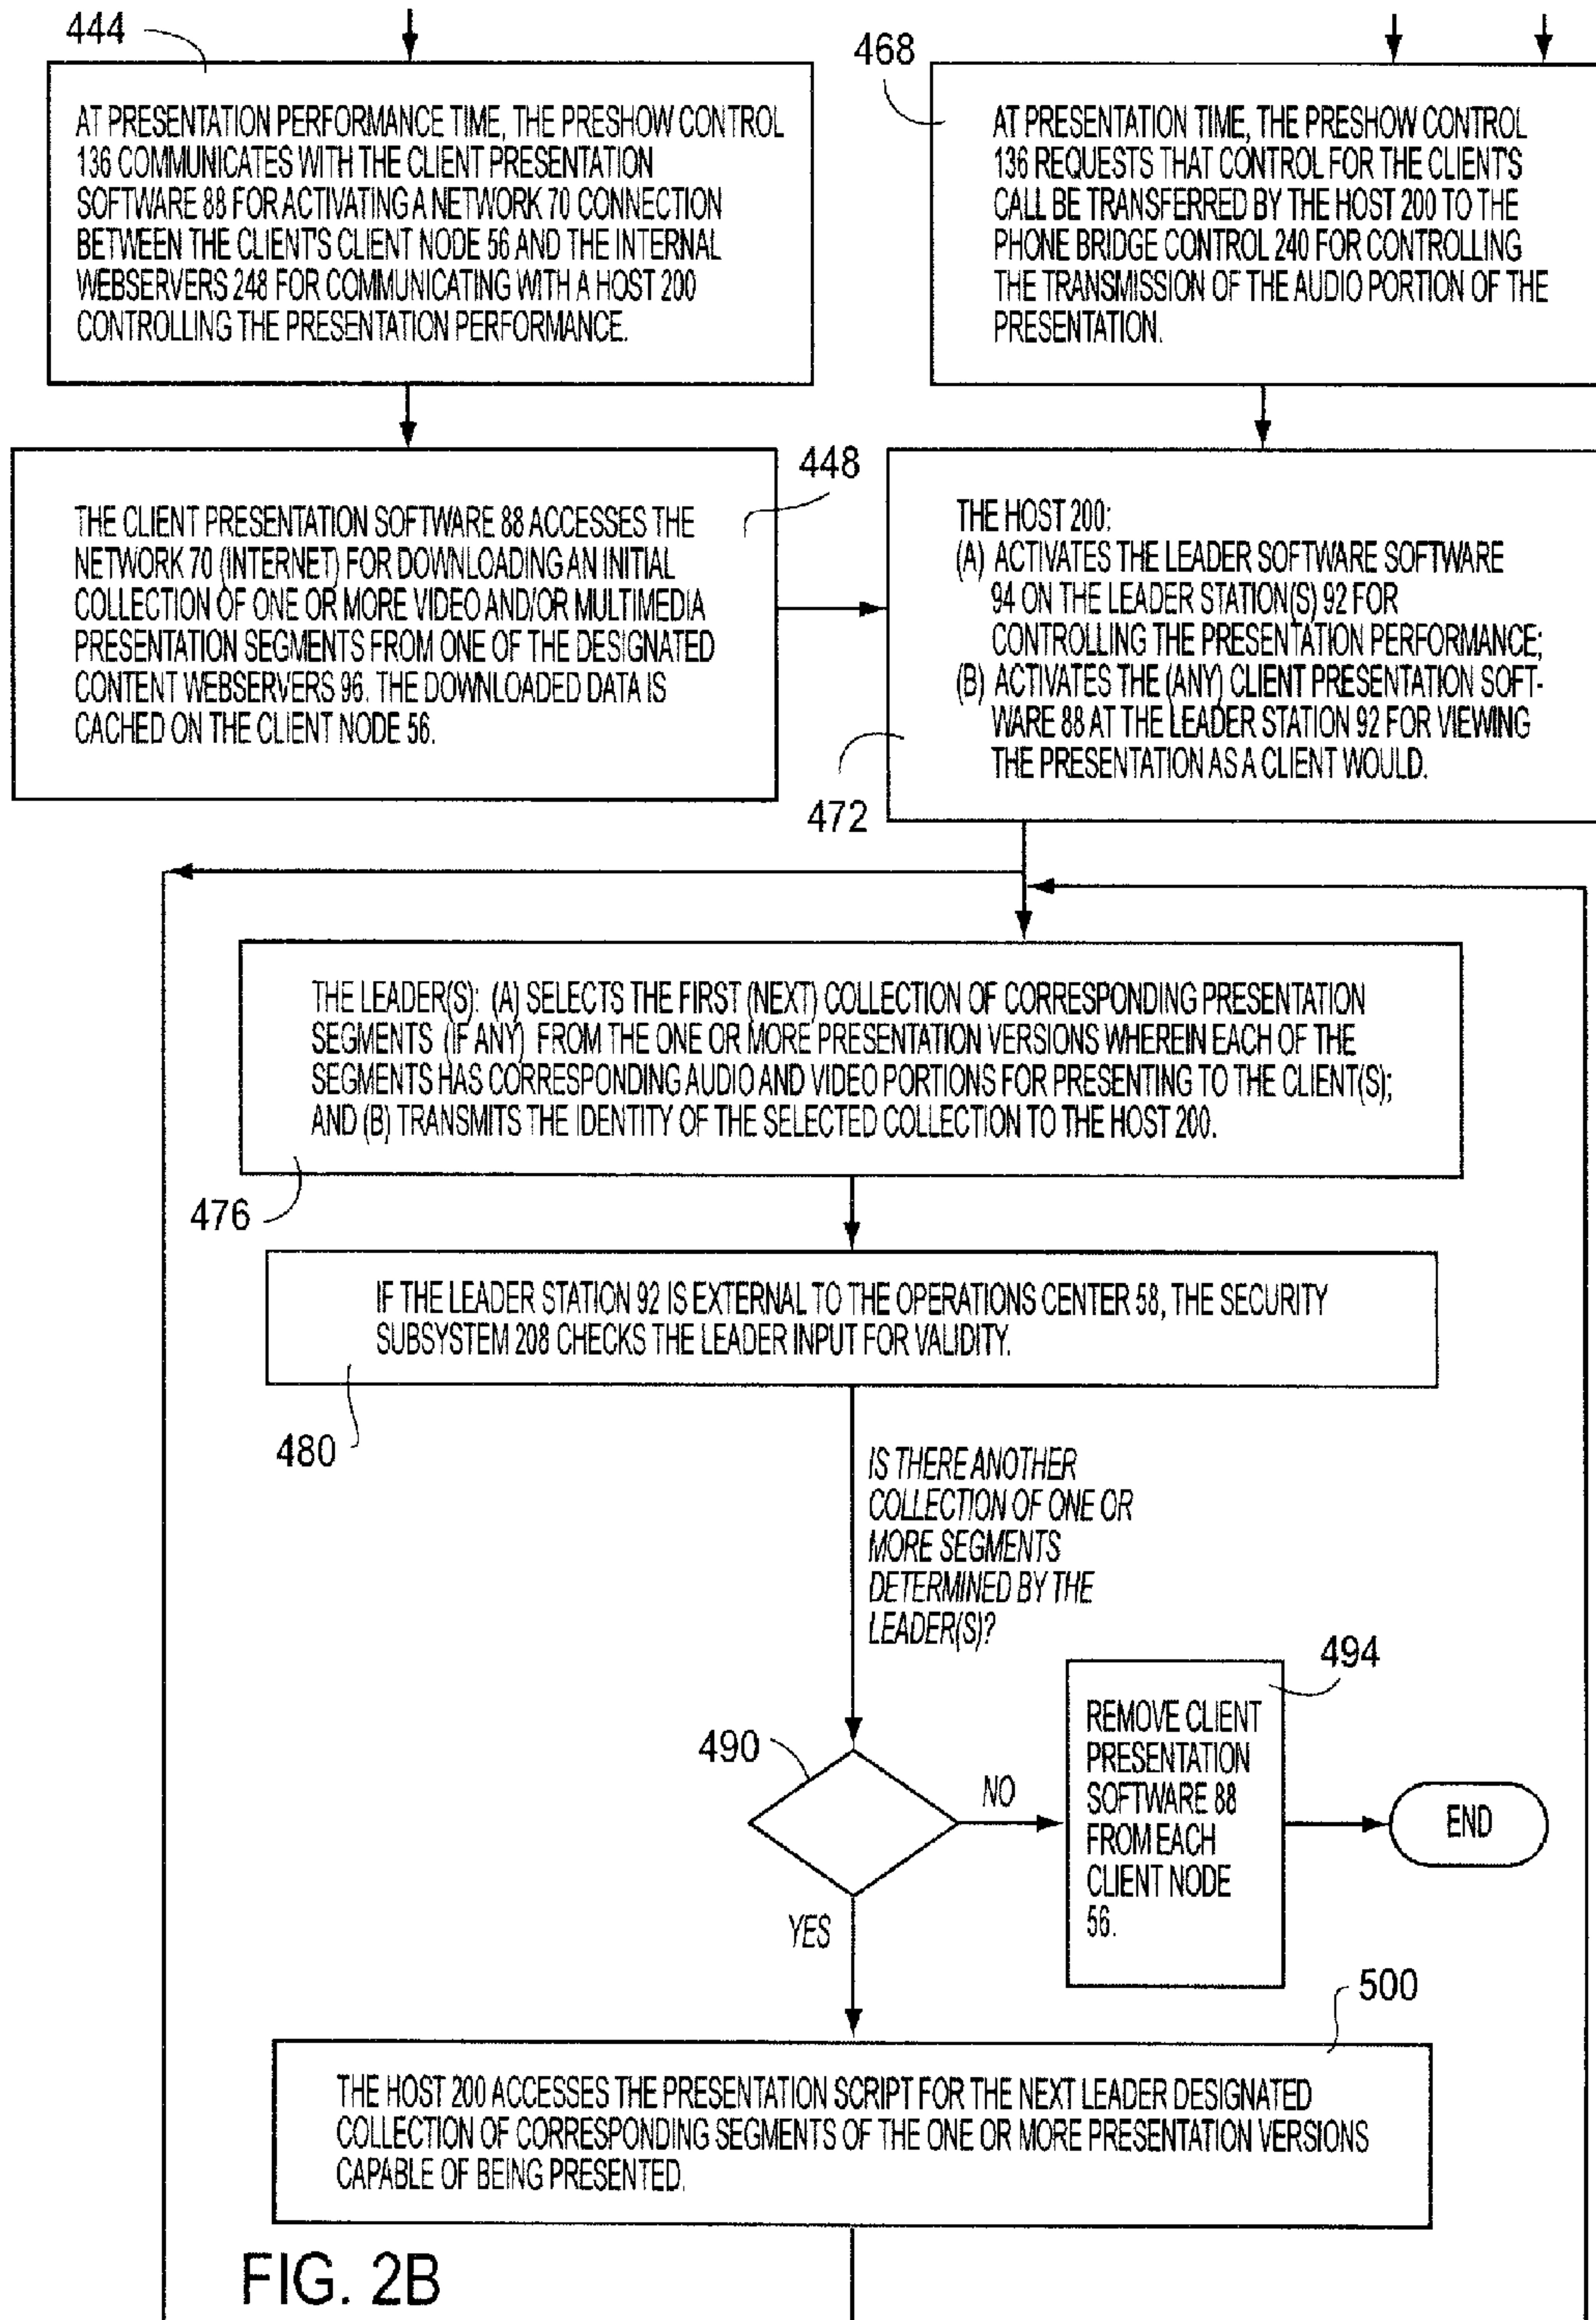 444
AT PRESENTATION PERFORMANCE TIME, THE PRESHOW CONTROL
136 COMMUNICATES WITH THE CLIENT PRESENTATION
SOFTWARE 88 FOR ACTIVATING A NETWORK 70 CONNECTION
BETWEEN THE CLIENT'S CLIENT NODE 56 AND THE INTERNAL
WEBSERVERS 248 FOR COMMUNICATING WITH A HOST 200
CONTROLLING THE PRESENTATION PERFORMANCE.
468
AT PRESENTATION TIME, THE PRESHOW CONTROL
136 REQUESTS THAT CONTROL FOR THE CLIENT'S
CALL BE TRANSFERRED BY THE HOST 200 TO THE
PHONE BRIDGE CONTROL 240 FOR CONTROLLING
THE TRANSMISSION OF THE AUDIO PORTION OF THE
PRESENTATION.
448
THE CLIENT PRESENTATION SOFTWARE 88 ACCESSES THE
NETWORK 70 (INTERNET) FOR DOWNLOADING AN INITIAL
COLLECTION OF ONE OR MORE VIDEO AND/OR MULTIMEDIA
PRESENTATION SEGMENTS FROM ONE OF THE DESIGNATED
CONTENT WEBSERVERS 96. THE DOWNLOADED DATA IS
CACHED ON THE CLIENT NODE 56.
THE HOST 200:
(A) ACTIVATES THE LEADER SOFTWARE SOFTWARE
94 ON THE LEADER STATION(S) 92 FOR
CONTROLLING THE PRESENTATION PERFORMANCE;
(B) ACTIVATES THE (ANY) CLIENT PRESENTATION SOFT-
WARE 88 AT THE LEADER STATION 92 FOR VIEWING
THE PRESENTATION AS A CLIENT WOULD.
472
THE LEADER(S): (A) SELECTS THE FIRST (NEXT) COLLECTION OF CORRESPONDING PRESENTATION
SEGMENTS (IF ANY) FROM THE ONE OR MORE PRESENTATION VERSIONS WHEREIN EACH OF THE
SEGMENTS HAS CORRESPONDING AUDIO AND VIDEO PORTIONS FOR PRESENTING TO THE CLIENT(S);
AND (B) TRANSMITS THE IDENTITY OF THE SELECTED COLLECTION TO THE HOST 200.
476
IF THE LEADER STATION 92 IS EXTERNAL TO THE OPERATIONS CENTER 58, THE SECURITY
SUBSYSTEM 208 CHECKS THE LEADER INPUT FOR VALIDITY.
480
IS THERE ANOTHER
COLLECTION OF ONE OR
MORE SEGMENTS
DETERMINED BY THE
LEADER(S)?
490
NO
494
REMOVE CLIENT
PRESENTATION
SOFTWARE 88
FROM EACH
CLIENT NODE
56.
END
YES
500
THE HOST 200 ACCESSES THE PRESENTATION SCRIPT FOR THE NEXT LEADER DESIGNATED
COLLECTION OF CORRESPONDING SEGMENTS OF THE ONE OR MORE PRESENTATION VERSIONS
CAPABLE OF BEING PRESENTED.
FIG. 2B